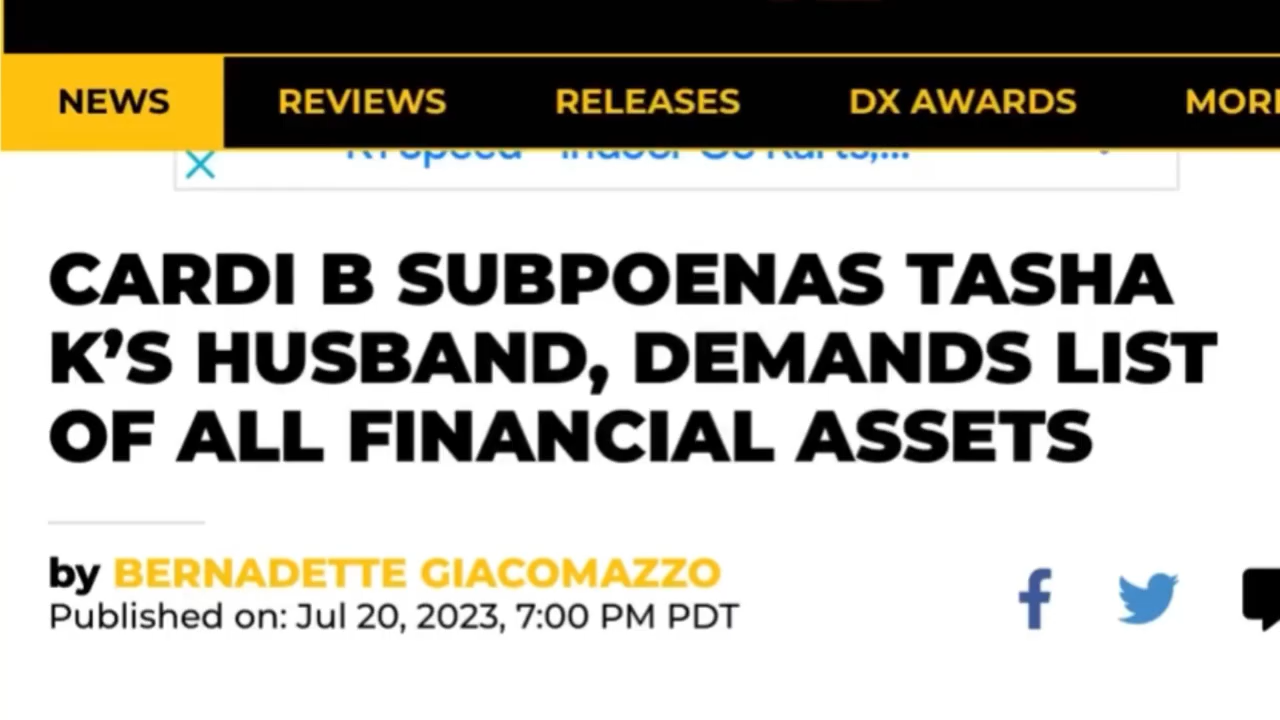 NEWS REVIEWS RELEASES DX AWARDS
CARDI B SUBPOENAS TASHA
K’S HUSBAND, DEMANDS LIST
OF ALL FINANCIAL ASSETS
by BERNADETTE GIACOMAZZO
Published on: Jul 20, 2023, 7:00 PM PDT